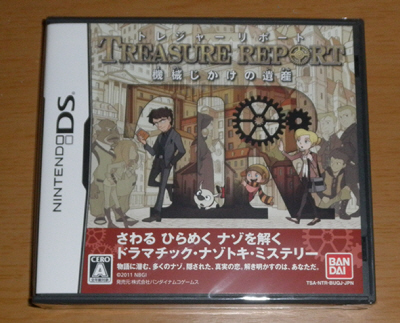 NINTENDO DS
トレジャーリポート
TREASURE REPORT
機械じかけの遺産
さわる ひらめく ナゾを解く
ドラマチック・ナゾトキ・ミステリー
物語に潜む、多くのナゾ。隠された、真実の恋。解き明かすのは、あなただ。
©2011 NBGI
発売元:株式会社バンダイナムコゲームス
CERO
A
BAN
DAI
TSA-NTR-BUQJ-JPN